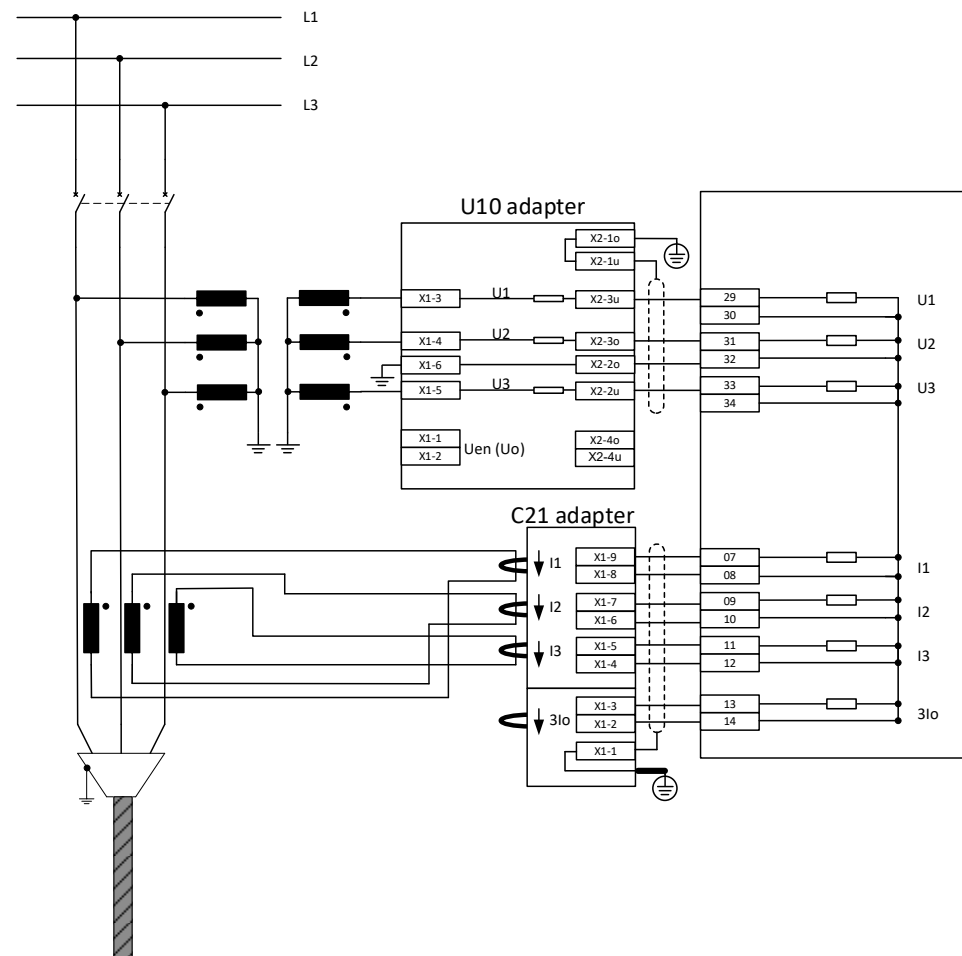 L1
L2
L3
U10 adapter
X2-1o
X2-1u
X1-3 U1 X2-3u 29 U1
30
X1-4 U2 X2-3o 31 U2
X1-6 X2-2o 32
X1-5 U3 X2-2u 33 U3
34
X1-1 Uen (Uo) X2-4o
X1-2 X2-4u
C21 adapter
I1 X1-9 07 I1
X1-8 08
I2 X1-7 09 I2
X1-6 10
I3 X1-5 11 I3
X1-4 12
3Io X1-3 13 3Io
X1-2 14
X1-1